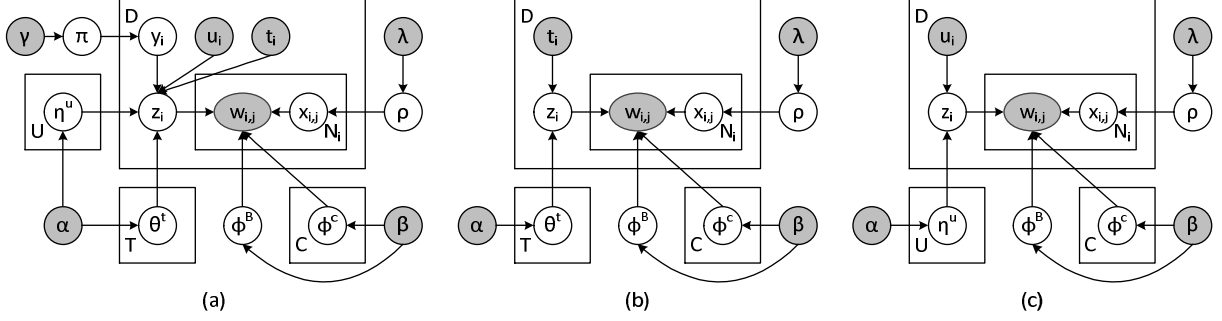 D D D
γ π yᵢ uᵢ tᵢ λ tᵢ λ uᵢ λ
ηᵘ zᵢ wᵢ,ⱼ xᵢ,ⱼ ρ zᵢ wᵢ,ⱼ xᵢ,ⱼ ρ zᵢ wᵢ,ⱼ xᵢ,ⱼ ρ
U Nᵢ Nᵢ Nᵢ
α θᵗ ϕᴮ ϕᶜ β α θᵗ ϕᴮ ϕᶜ β α ηᵘ ϕᴮ ϕᶜ β
T C T C U C
(a) (b) (c)